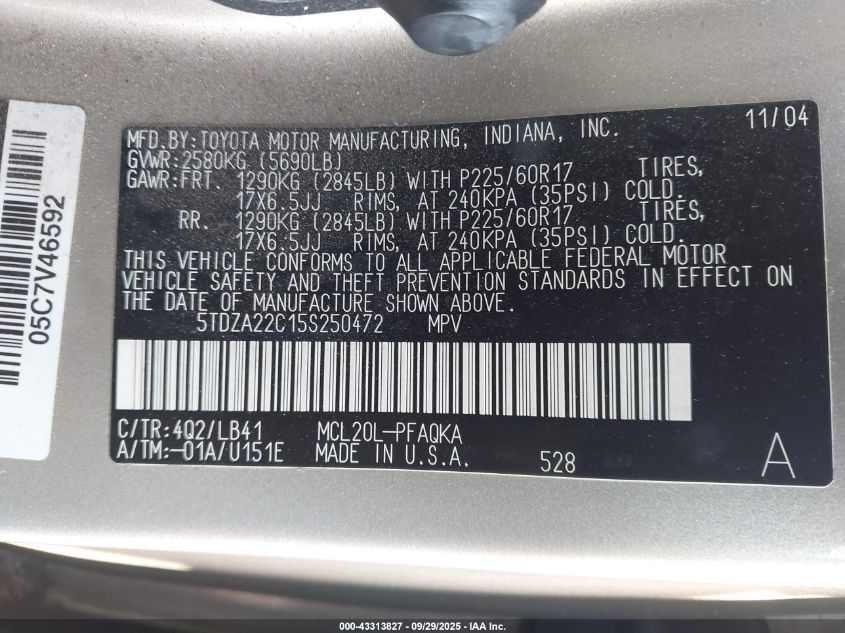 05C7V46592
MFD.BY:TOYOTA MOTOR MANUFACTURING, INDIANA, INC. 11/04
GVWR:2580KG (5690LB)
GAWR:FRT. 1290KG (2845LB) WITH P225/60R17 TIRES,
17X6.5JJ RIMS, AT 240KPA (35PSI) COLD.
RR. 1290KG (2845LB) WITH P225/60R17 TIRES,
17X6.5JJ RIMS, AT 240KPA (35PSI) COLD.
THIS VEHICLE CONFORMS TO ALL APPLICABLE FEDERAL MOTOR
VEHICLE SAFETY AND THEFT PREVENTION STANDARDS IN EFFECT ON
THE DATE OF MANUFACTURE SHOWN ABOVE.
5TDZA22C15S250472 MPV
C/TR:4Q2/LB41 MCL20L-PFAQKA
A/TM:-01A/U151E MADE IN U.S.A. 528 A
000-43313827 - 09/29/2025 - IAA Inc.